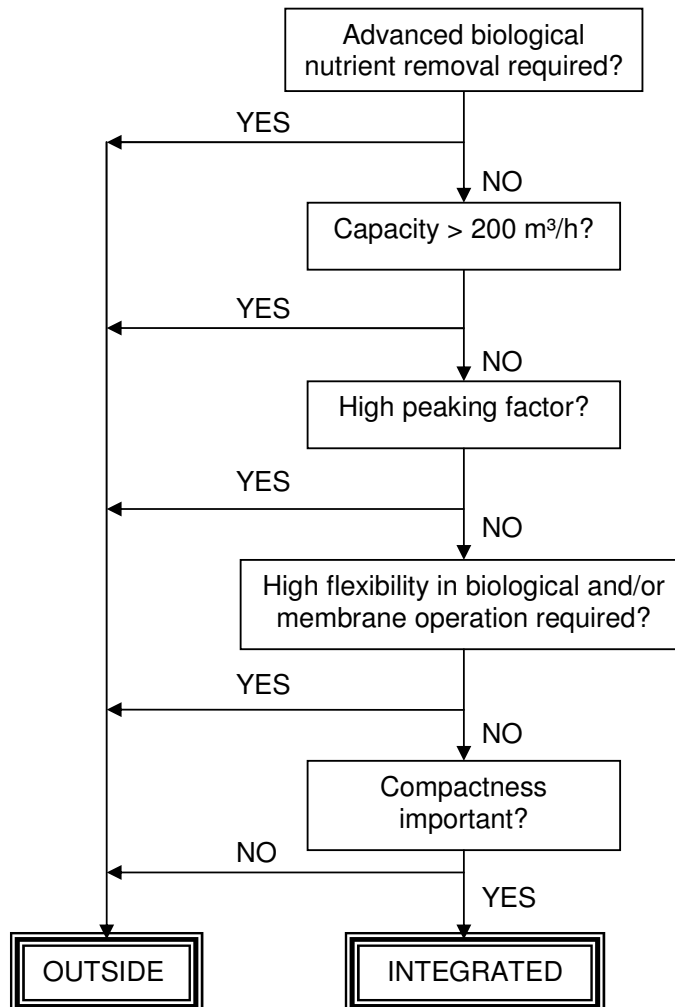 Advanced biological
nutrient removal required?
YES
NO
Capacity > 200 m³/h?
YES
NO
High peaking factor?
YES
NO
High flexibility in biological and/or
membrane operation required?
YES
NO
Compactness
important?
NO
YES
OUTSIDE
INTEGRATED